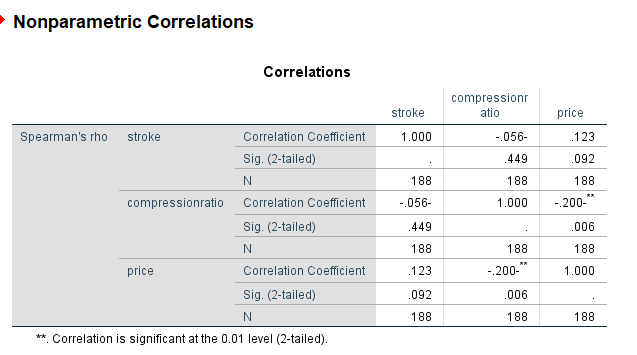 Nonparametric Correlations
Correlations
stroke compressionr
atio price
Spearman's rho stroke Correlation Coefficient 1.000 -.056- .123
Sig. (2-tailed) . .449 .092
N 188 188 188
compressionratio Correlation Coefficient -.056- 1.000 -.200-**
Sig. (2-tailed) .449 . .006
N 188 188 188
price Correlation Coefficient .123 -.200-** 1.000
Sig. (2-tailed) .092 .006 .
N 188 188 188
**. Correlation is significant at the 0.01 level (2-tailed).